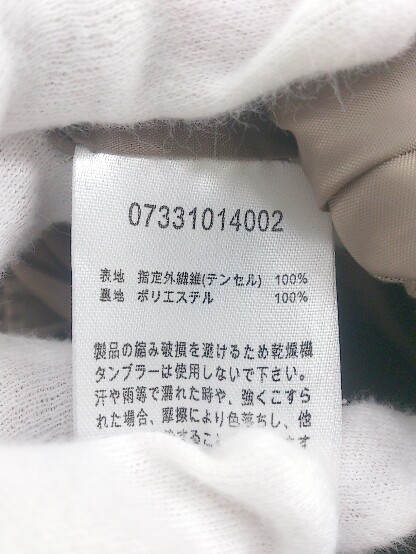 07331014002
表地 指定外繊維(テンセル) 100%
裏地 ポリエステル 100%
製品の縮み破損を避けるため乾燥機
タンブラーは使用しないで下さい。
汗や雨等で濡れた時や、強くこすら
れた場合、摩擦により色落ちし、他
すること